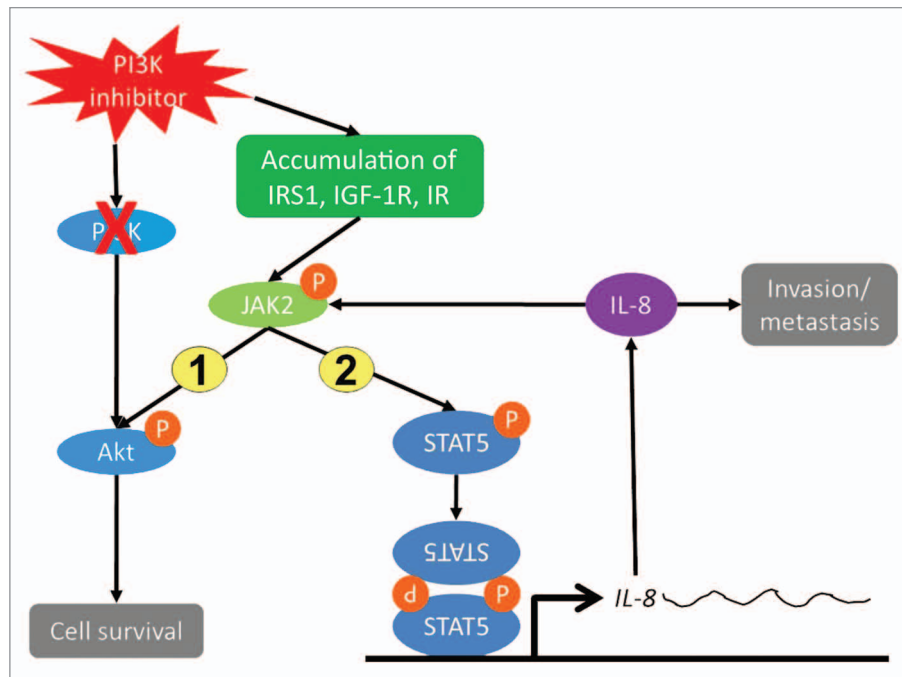 PI3K
inhibitor
Accumulation of
IRS1, IGF-1R, IR
JAK2
P
IL-8
Invasion/
metastasis
1
2
P
Akt
P
STAT5
STAT5
P
P
STAT5
IL-8
Cell survival